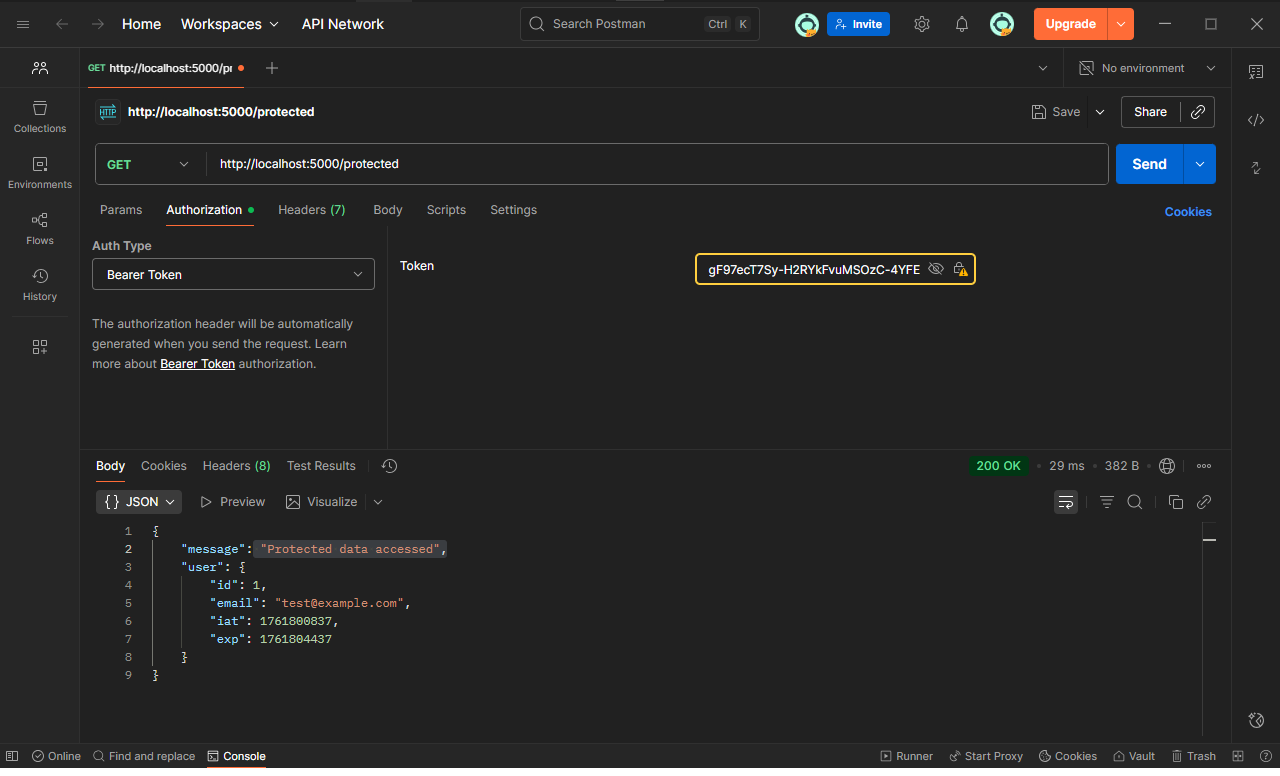 Home Workspaces API Network Search Postman Ctrl K Invite Upgrade
GET http://localhost:5000/pr No environment
HTTP http://localhost:5000/protected Save Share
GET http://localhost:5000/protected Send
Params Authorization Headers (7) Body Scripts Settings Cookies
Collections
Environments
Flows
History
Auth Type
Bearer Token
Token gF97ecT7Sy-H2RYkFvuMSOzC-4YFE
The authorization header will be automatically
generated when you send the request. Learn
more about Bearer Token authorization.
Body Cookies Headers (8) Test Results 200 OK • 29 ms • 382 B •
{} JSON Preview Visualize
1 {
2 "message": "Protected data accessed",
3 "user": {
4 "id": 1,
5 "email": "test@example.com",
6 "iat": 1761800837,
7 "exp": 1761804437
8 }
9 }
Online Find and replace Console Runner Start Proxy Cookies Vault Trash